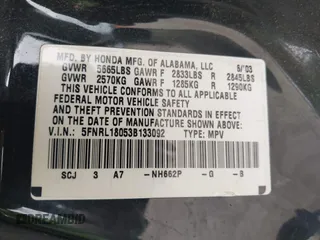 MFD. BY HONDA MFG. OF ALABAMA, LLC 5/'03
GVWR 5665LBS GAWR F 2833LBS R 2845LBS
GVWR 2570KG GAWR F 1285KG R 1290KG
THIS VEHICLE CONFORMS TO ALL APPLICABLE
FEDERAL MOTOR VEHICLE SAFETY, BUMPER,
AND THEFT PREVENTION STANDARDS IN EFFECT
ON THE DATE OF MANUFACTURE SHOWN ABOVE.
V.I.N: 5FNRL18053B133092 TYPE: MPV
SCJ 3 A7 -NH662P -G -B
DREAMBID